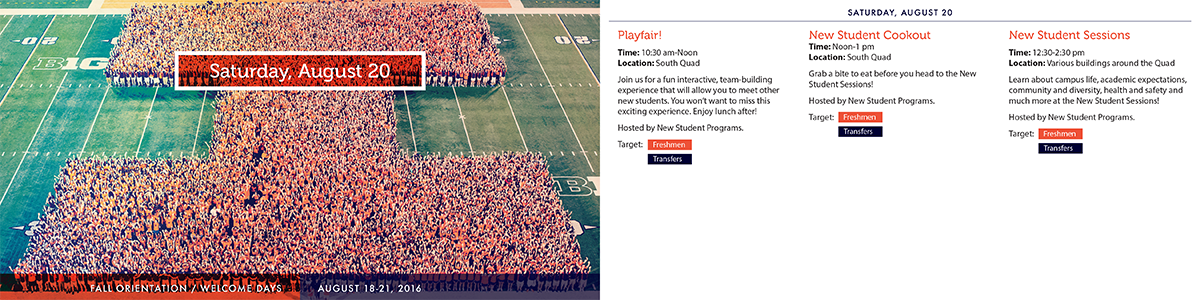 Saturday, August 20
B1G
FALL ORIENTATION / WELCOME DAYS
AUGUST 18-21, 2016
SATURDAY, AUGUST 20
Playfair!
Time: 10:30 am-Noon
Location: South Quad
Join us for a fun interactive, team-building
experience that will allow you to meet other
new students. You won't want to miss this
exciting experience. Enjoy lunch after!
Hosted by New Student Programs.
Target: Freshmen
Transfers
New Student Cookout
Time: Noon-1 pm
Location: South Quad
Grab a bite to eat before you head to the New
Student Sessions!
Hosted by New Student Programs.
Target: Freshmen
Transfers
New Student Sessions
Time: 12:30-2:30 pm
Location: Various buildings around the Quad
Learn about campus life, academic expectations,
community and diversity, health and safety and
much more at the New Student Sessions!
Hosted by New Student Programs.
Target: Freshmen
Transfers